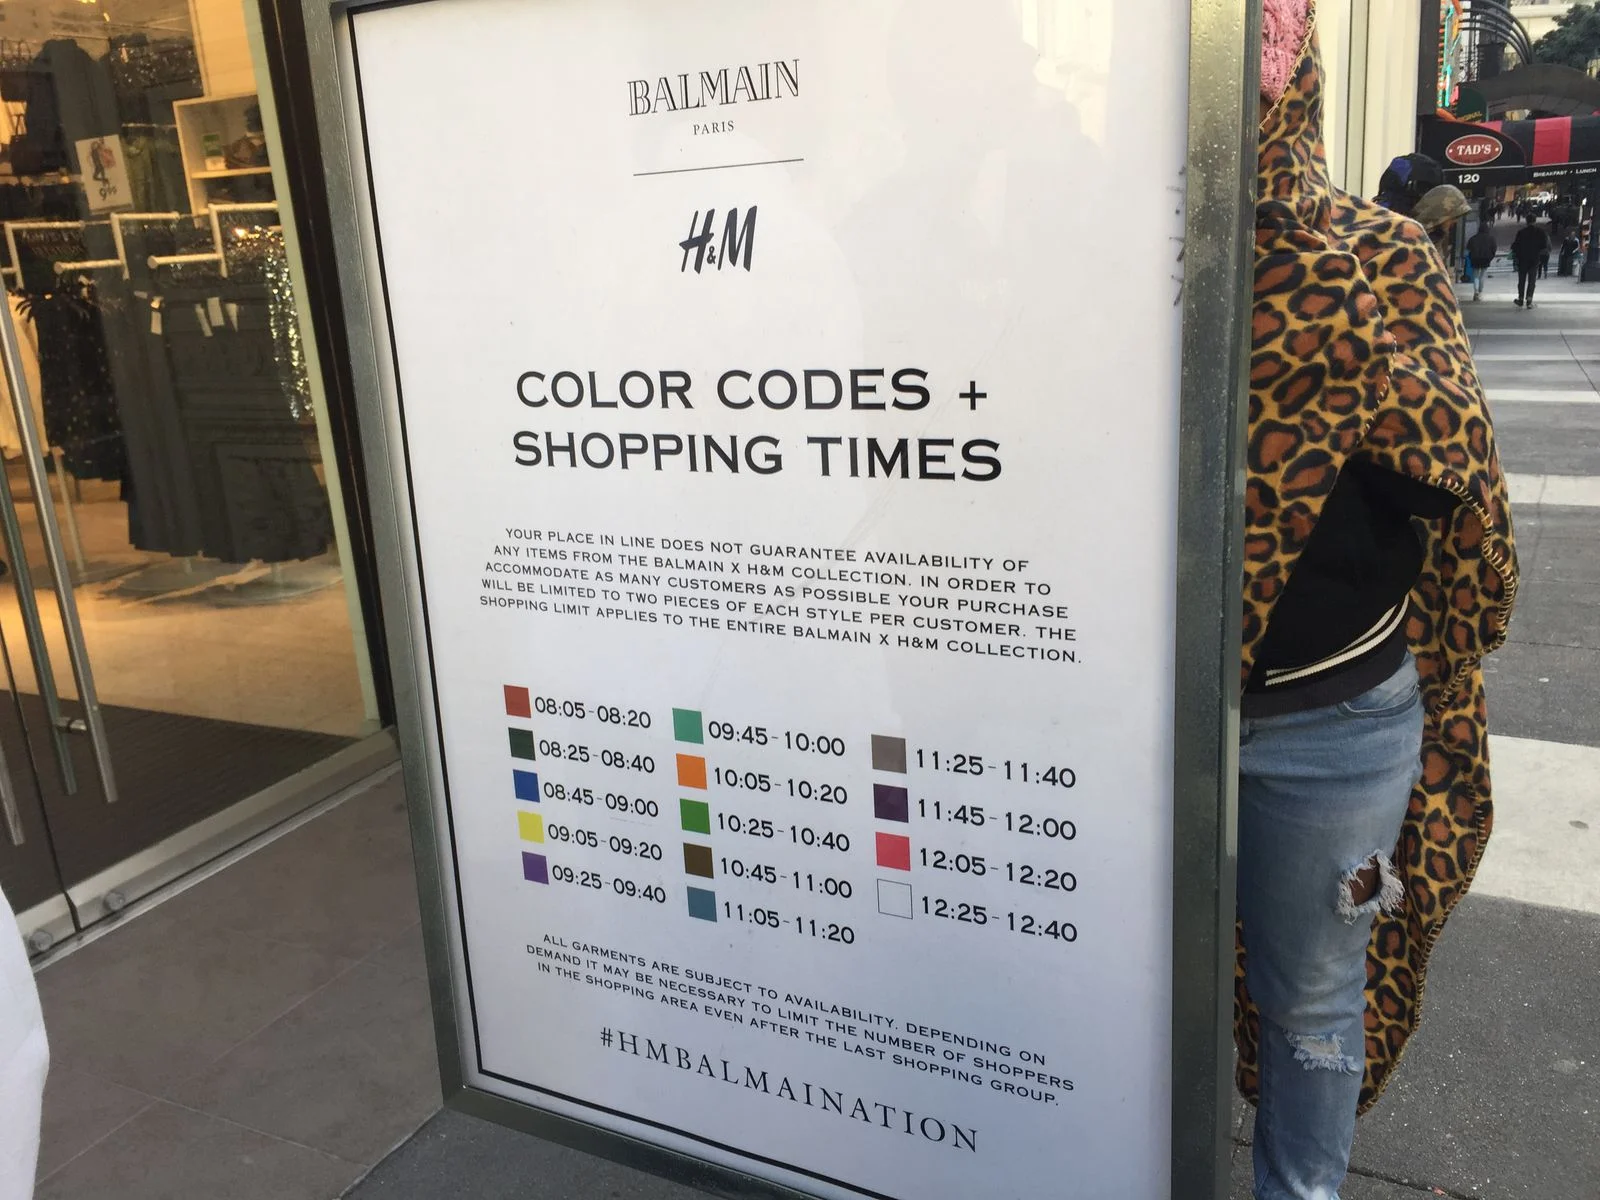 BALMAIN
PARIS
H&M
COLOR CODES +
SHOPPING TIMES
YOUR PLACE IN LINE DOES NOT GUARANTEE AVAILABILITY OF
ANY ITEMS FROM THE BALMAIN X H&M COLLECTION. IN ORDER TO
ACCOMMODATE AS MANY CUSTOMERS AS POSSIBLE YOUR PURCHASE
WILL BE LIMITED TO TWO PIECES OF EACH STYLE PER CUSTOMER. THE
SHOPPING LIMIT APPLIES TO THE ENTIRE BALMAIN X H&M COLLECTION.
08:05-08:20
08:25-08:40
08:45-09:00
09:05-09:20
09:25-09:40
09:45-10:00
10:05-10:20
10:25-10:40
10:45-11:00
11:05-11:20
11:25-11:40
11:45-12:00
12:05-12:20
12:25-12:40
ALL GARMENTS ARE SUBJECT TO AVAILABILITY. DEPENDING ON
DEMAND IT MAY BE NECESSARY TO LIMIT THE NUMBER OF SHOPPERS
IN THE SHOPPING AREA EVEN AFTER THE LAST SHOPPING GROUP.
#HMBALMAINATION
TAD'S
120
BREAKFAST • LUNCH